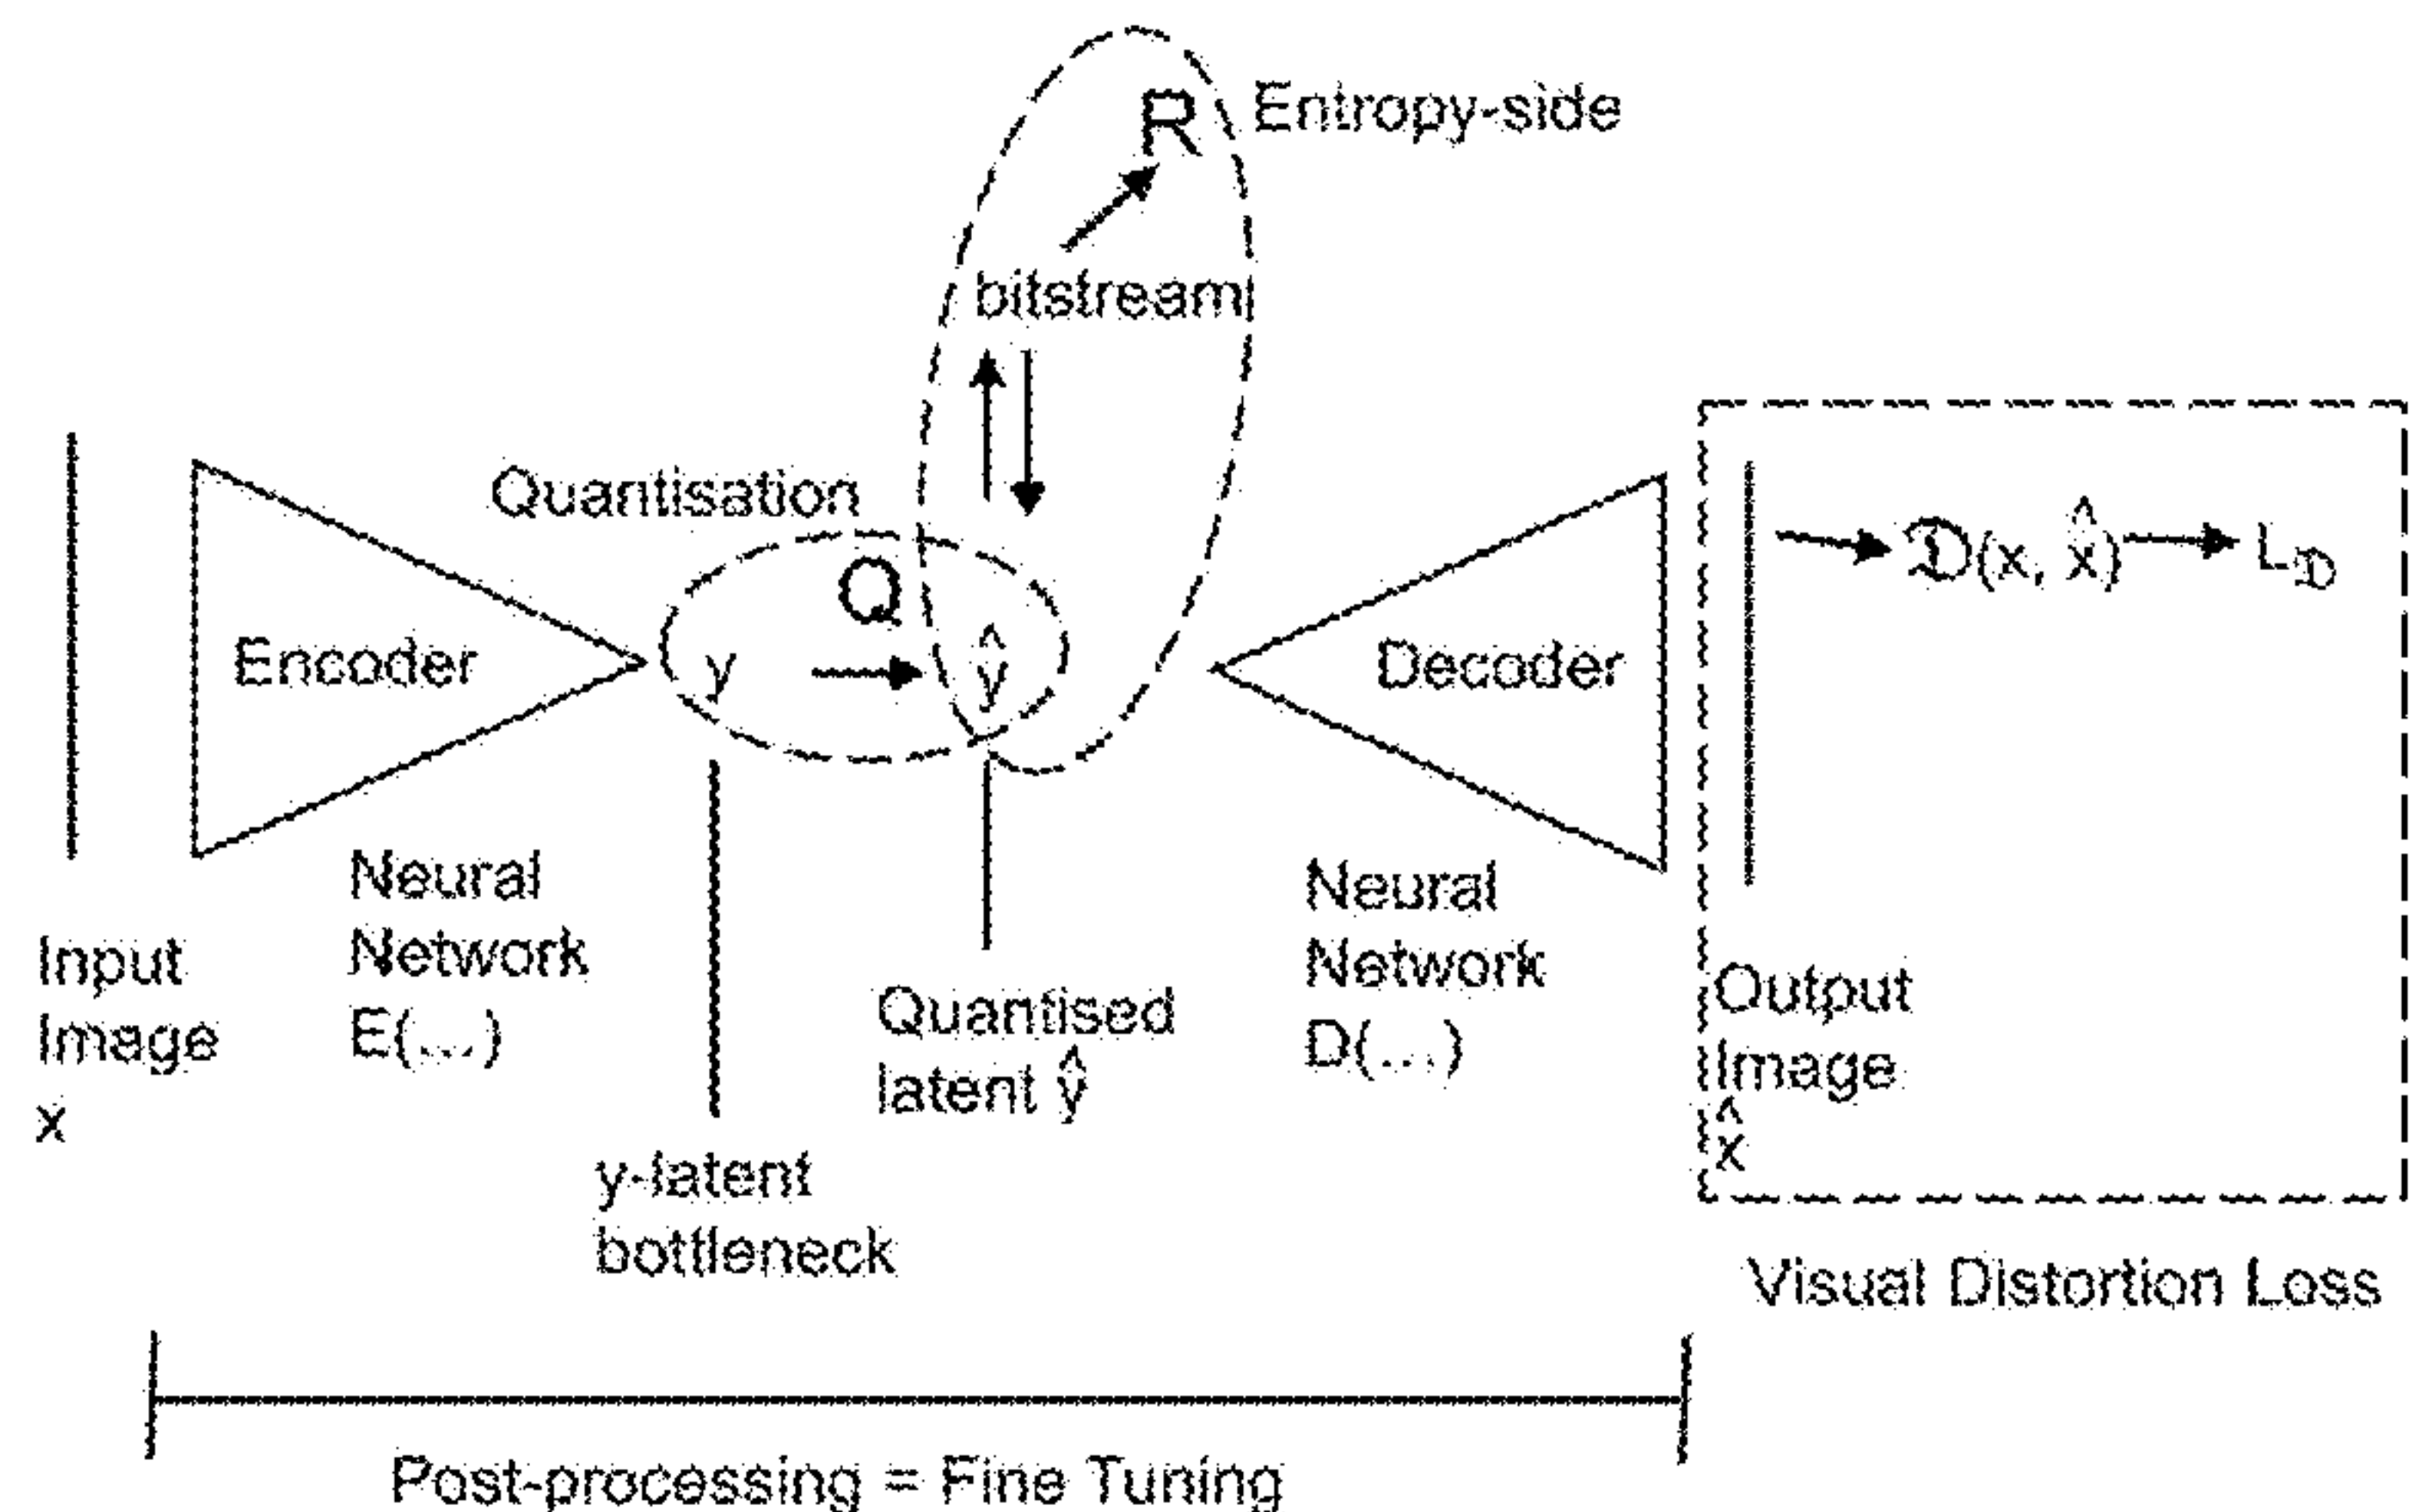 R Entropy-side
bitstream
Quantisation
Q
y
ŷ
Encoder
Decoder
𝔇(x, x̂)
L𝔇
Neural
Network
E(...)
Neural
Network
D(...)
Input
Image
x
Quantised
latent ŷ
Output
Image
x̂
y-latent
bottleneck
Visual Distortion Loss
Post-processing = Fine Tuning